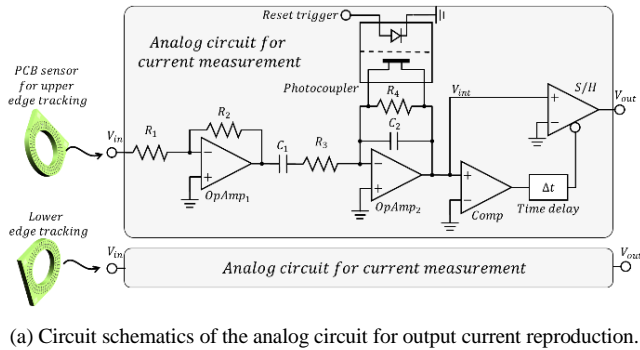 Reset trigger
Analog circuit for
current measurement
PCB sensor
for upper
edge tracking
Photocoupler
S/H
V_out
V_int
R_4
C_2
V_in
R_1
R_2
C_1
R_3
OpAmp_1
OpAmp_2
Comp
Δt
Time delay
Lower
edge tracking
V_in
Analog circuit for current measurement
V_out
(a) Circuit schematics of the analog circuit for output current reproduction.